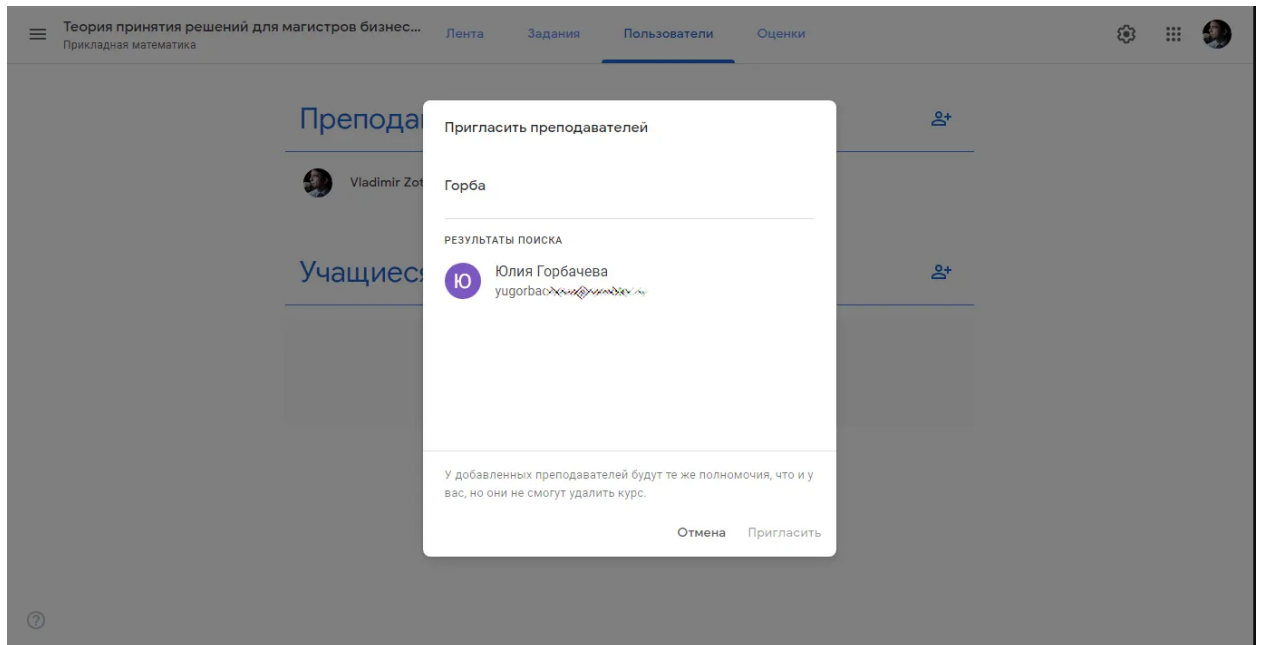 Теория принятия решений для магистров бизнес...
Прикладная математика
Лента Задания Пользователи Оценки
Препода
Vladimir Zot
Учащиес
Пригласить преподавателей
Горба
РЕЗУЛЬТАТЫ ПОИСКА
Ю
Юлия Горбачева
yugorbac
У добавленных преподавателей будут те же полномочия, что и у
вас, но они не смогут удалить курс.
Отмена Пригласить